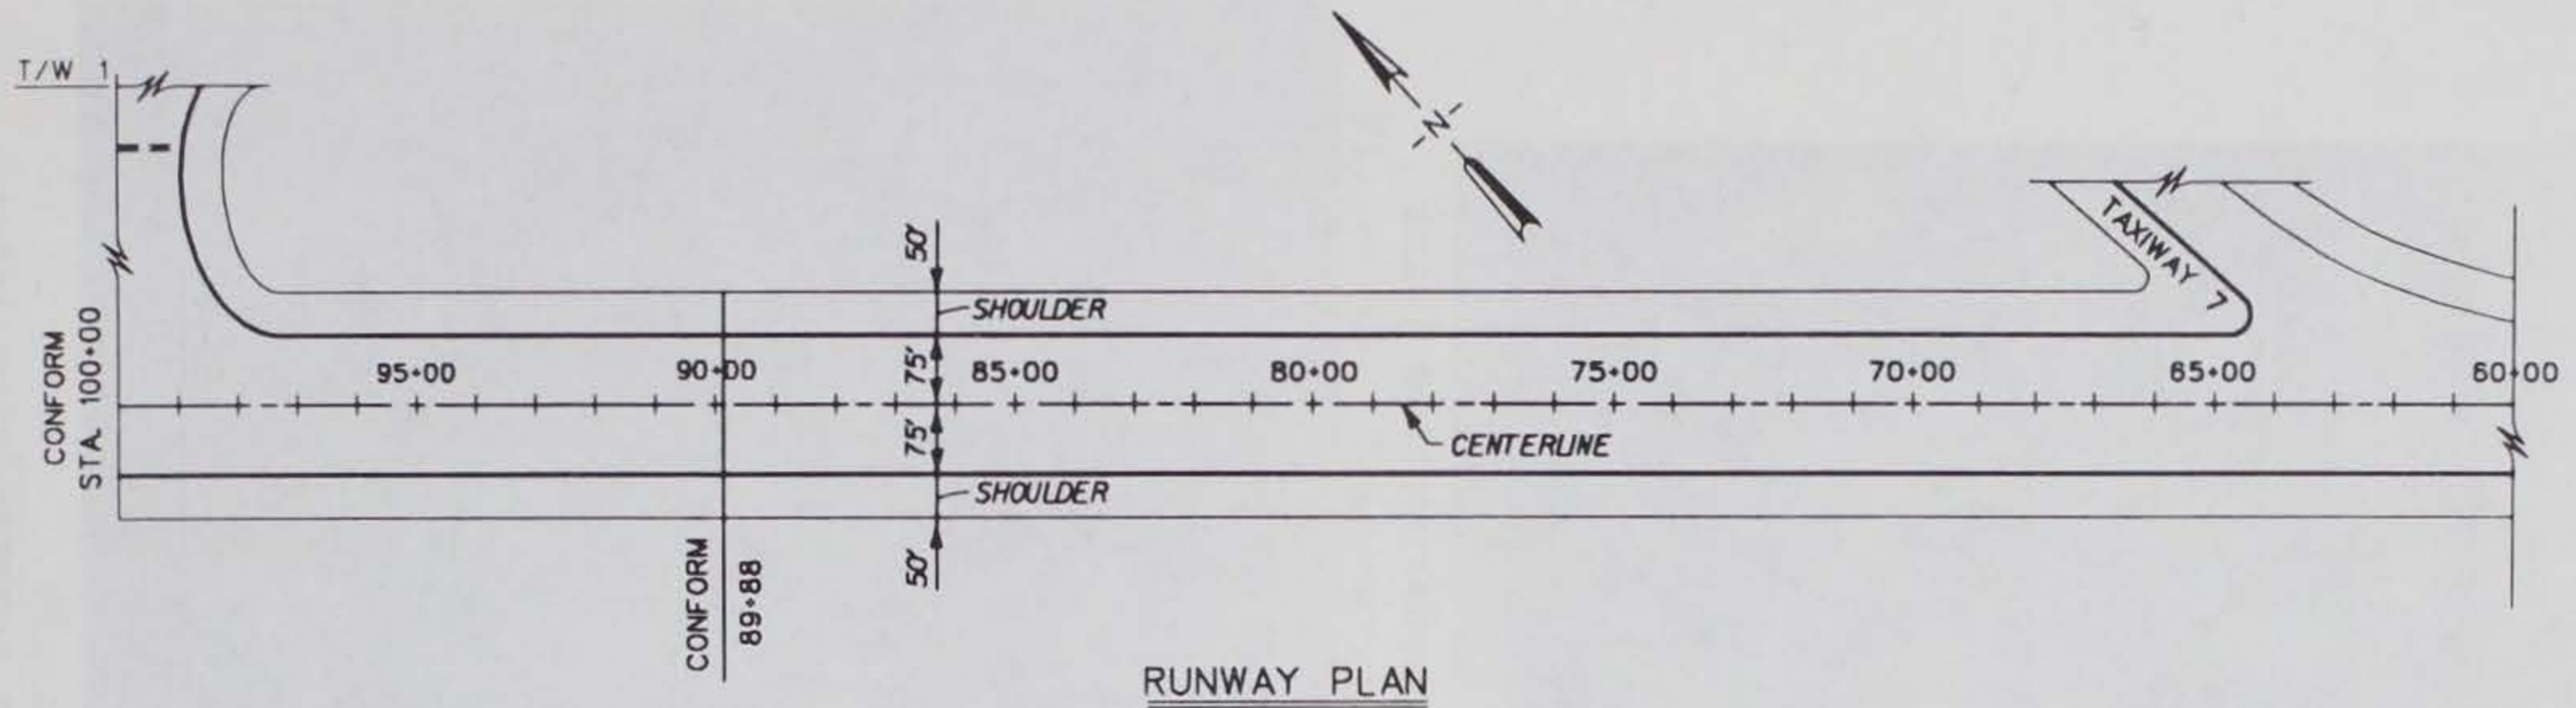 T/W 1
N
TAXIWAY 7
50'
SHOULDER
CONFORM
STA. 100+00
95+00
90+00
75'
85+00
80+00
75+00
70+00
65+00
60+00
75'
CENTERLINE
SHOULDER
50'
CONFORM
89+88
RUNWAY PLAN